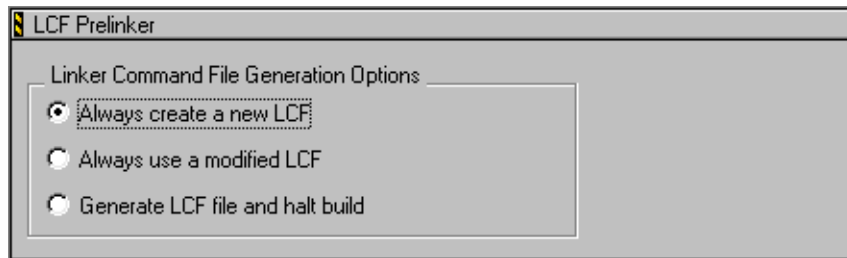 LCF Prelinker
Linker Command File Generation Options
Always create a new LCF
Always use a modified LCF
Generate LCF file and halt build